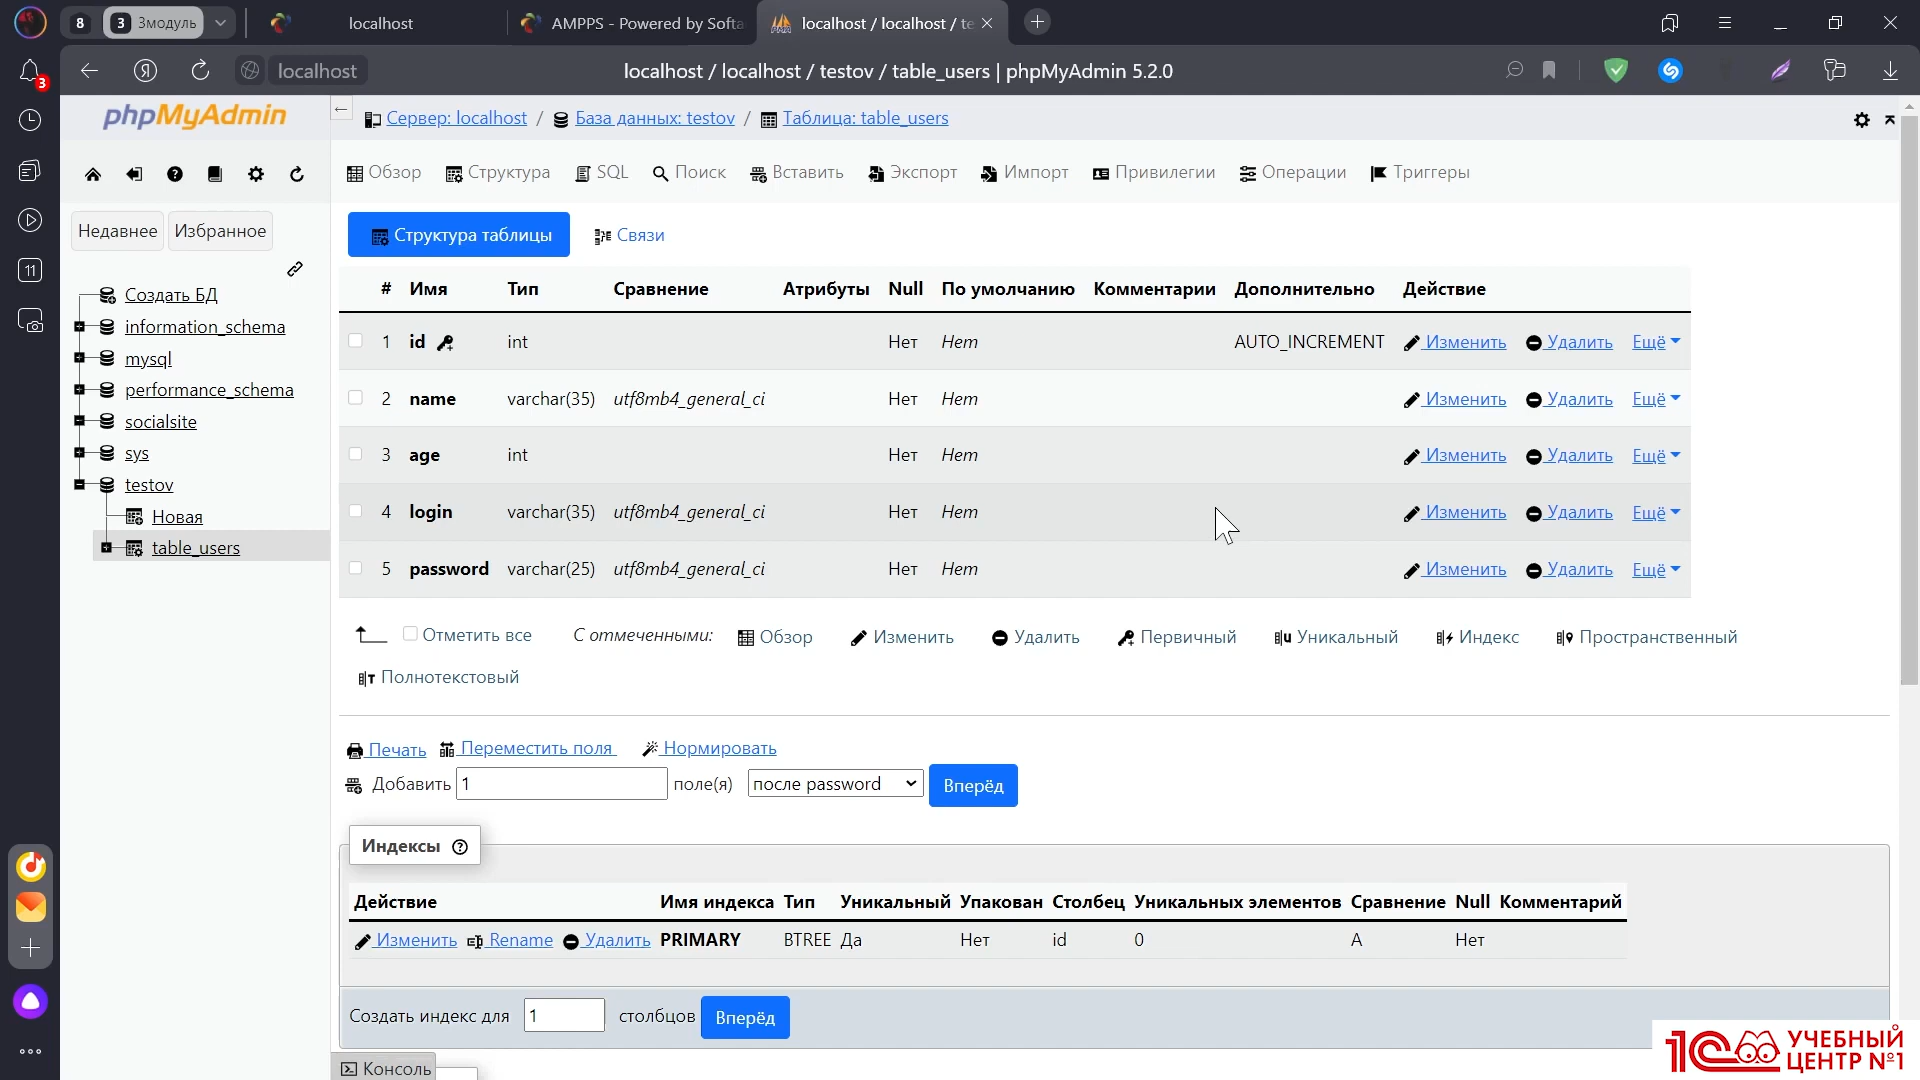 8
3 3модуль
localhost
AMPPS - Powered by Softa
localhost / localhost / te
3
localhost
localhost / localhost / testov / table_users | phpMyAdmin 5.2.0
11
phpMyAdmin
Сервер: localhost / База данных: testov / Таблица: table_users
Обзор Структура SQL Поиск Вставить Экспорт Импорт Привилегии Операции Триггеры
Недавнее Избранное
Создать БД
information_schema
mysql
performance_schema
socialsite
sys
testov
Новая
table_users
Структура таблицы Связи
# Имя Тип Сравнение Атрибуты Null По умолчанию Комментарии Дополнительно Действие
1 id int Нет Нет AUTO_INCREMENT Изменить Удалить Ещё
2 name varchar(35) utf8mb4_general_ci Нет Нет Изменить Удалить Ещё
3 age int Нет Нет Изменить Удалить Ещё
4 login varchar(35) utf8mb4_general_ci Нет Нет Изменить Удалить Ещё
5 password varchar(25) utf8mb4_general_ci Нет Нет Изменить Удалить Ещё
Отметить все С отмеченными: Обзор Изменить Удалить Первичный Уникальный Индекс Пространственный
Полнотекстовый
Печать Переместить поля Нормировать
Добавить 1 поле(я) после password Вперёд
Индексы
Действие Имя индекса Тип Уникальный Упакован Столбец Уникальных элементов Сравнение Null Комментарий
Изменить Rename Удалить PRIMARY BTREE Да Нет id 0 A Нет
Создать индекс для 1 столбцов Вперёд
Консоль
1С УЧЕБНЫЙ
ЦЕНТР №1